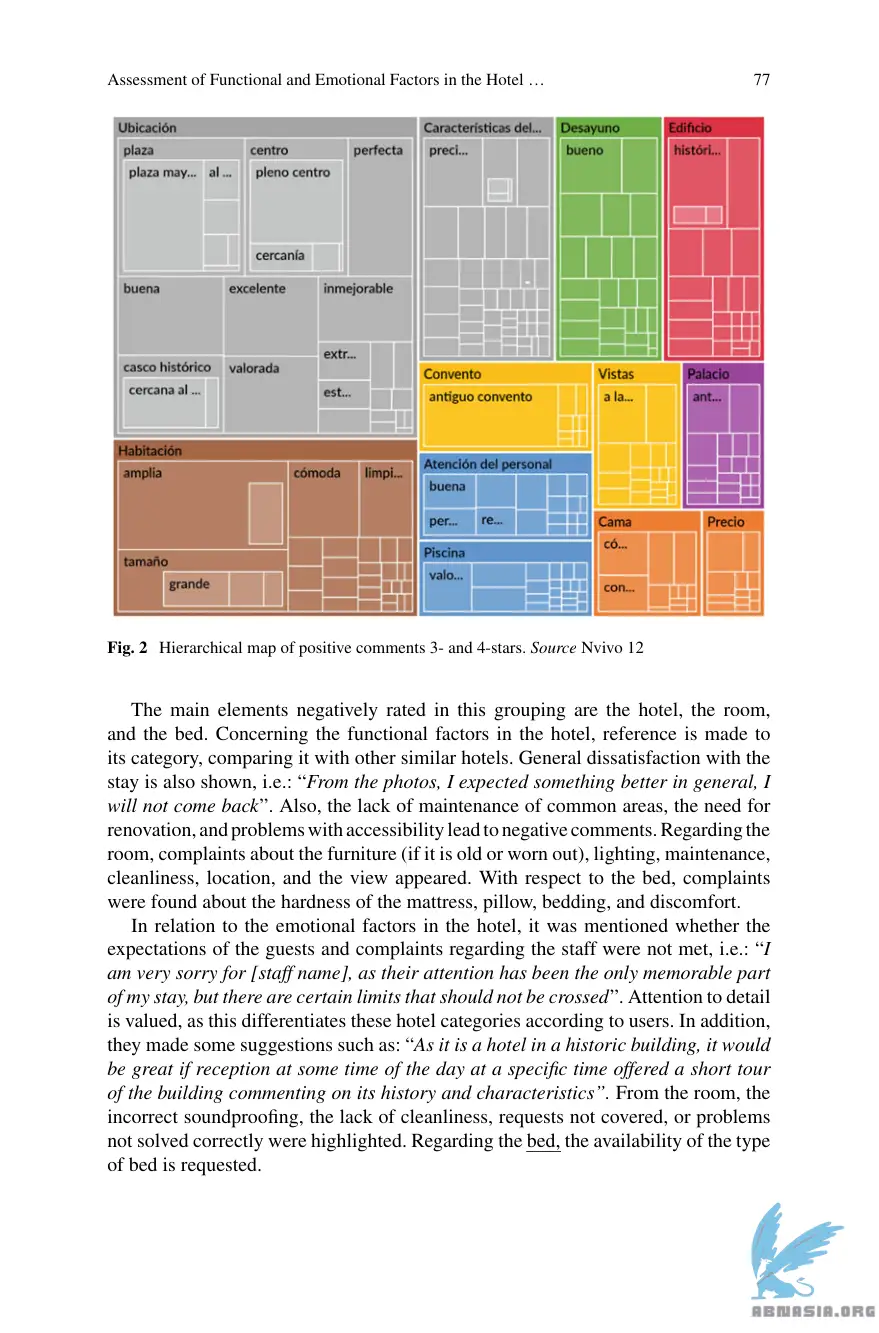 Assessment of Functional and Emotional Factors in the Hotel … 77
Ubicación
plaza
plaza may...
al ...
centro
pleno centro
cercanía
perfecta
buena
excelente
inmejorable
extr...
est...
casco histórico
cercana al ...
valorada
Habitación
amplia
cómoda
limpi...
tamaño
grande
Características del...
preci...
Desayuno
bueno
Edificio
históri...
Convento
antiguo convento
Vistas
a la...
Palacio
ant...
Atención del personal
buena
per...
re...
Piscina
valo...
Cama
có...
con...
Precio
Fig. 2 Hierarchical map of positive comments 3- and 4-stars. Source Nvivo 12
The main elements negatively rated in this grouping are the hotel, the room,
and the bed. Concerning the functional factors in the hotel, reference is made to
its category, comparing it with other similar hotels. General dissatisfaction with the
stay is also shown, i.e.: “From the photos, I expected something better in general, I
will not come back”. Also, the lack of maintenance of common areas, the need for
renovation, and problems with accessibility lead to negative comments. Regarding the
room, complaints about the furniture (if it is old or worn out), lighting, maintenance,
cleanliness, location, and the view appeared. With respect to the bed, complaints
were found about the hardness of the mattress, pillow, bedding, and discomfort.
In relation to the emotional factors in the hotel, it was mentioned whether the
expectations of the guests and complaints regarding the staff were not met, i.e.: “I
am very sorry for [staff name], as their attention has been the only memorable part
of my stay, but there are certain limits that should not be crossed”. Attention to detail
is valued, as this differentiates these hotel categories according to users. In addition,
they made some suggestions such as: “As it is a hotel in a historic building, it would
be great if reception at some time of the day at a specific time offered a short tour
of the building commenting on its history and characteristics”. From the room, the
incorrect soundproofing, the lack of cleanliness, requests not covered, or problems
not solved correctly were highlighted. Regarding the bed, the availability of the type
of bed is requested.
ABNASIA.ORG